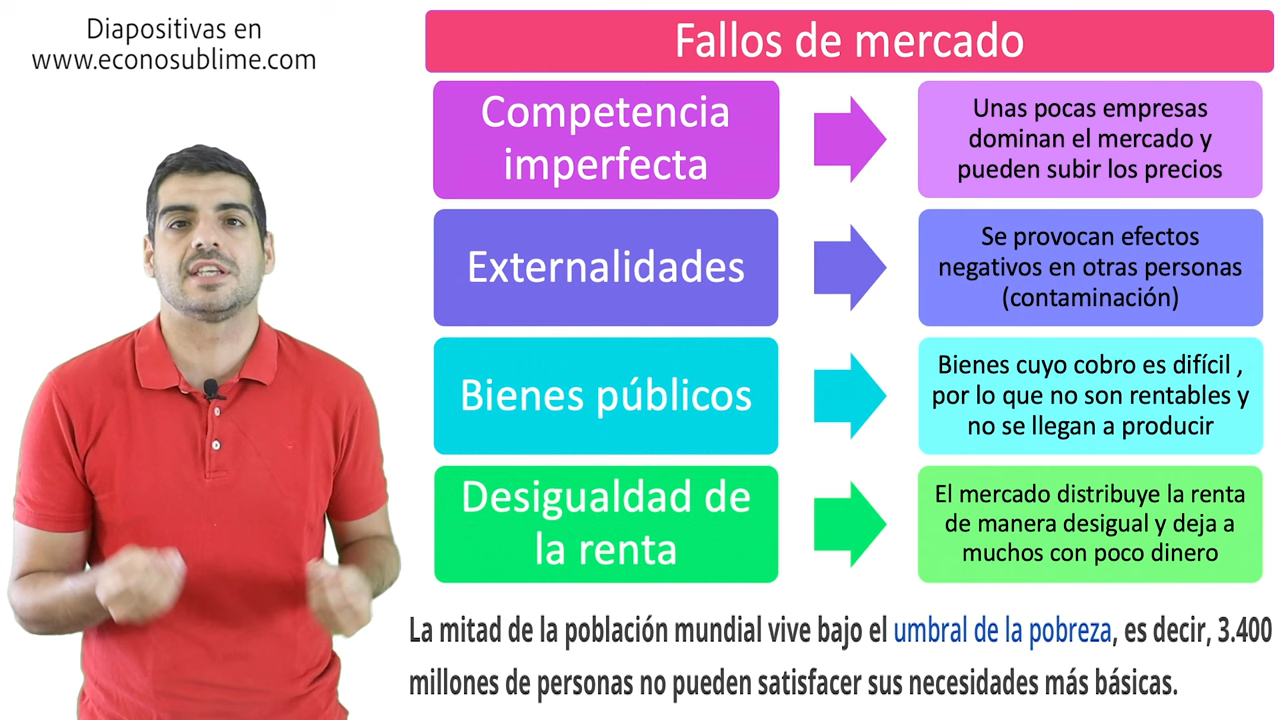 Diapositivas en
www.econosublime.com
Fallos de mercado
Competencia
imperfecta
Unas pocas empresas
dominan el mercado y
pueden subir los precios
Externalidades
Se provocan efectos
negativos en otras personas
(contaminación)
Bienes públicos
Bienes cuyo cobro es difícil ,
por lo que no son rentables y
no se llegan a producir
Desigualdad de
la renta
El mercado distribuye la renta
de manera desigual y deja a
muchos con poco dinero
La mitad de la población mundial vive bajo el umbral de la pobreza, es decir, 3.400
millones de personas no pueden satisfacer sus necesidades más básicas.